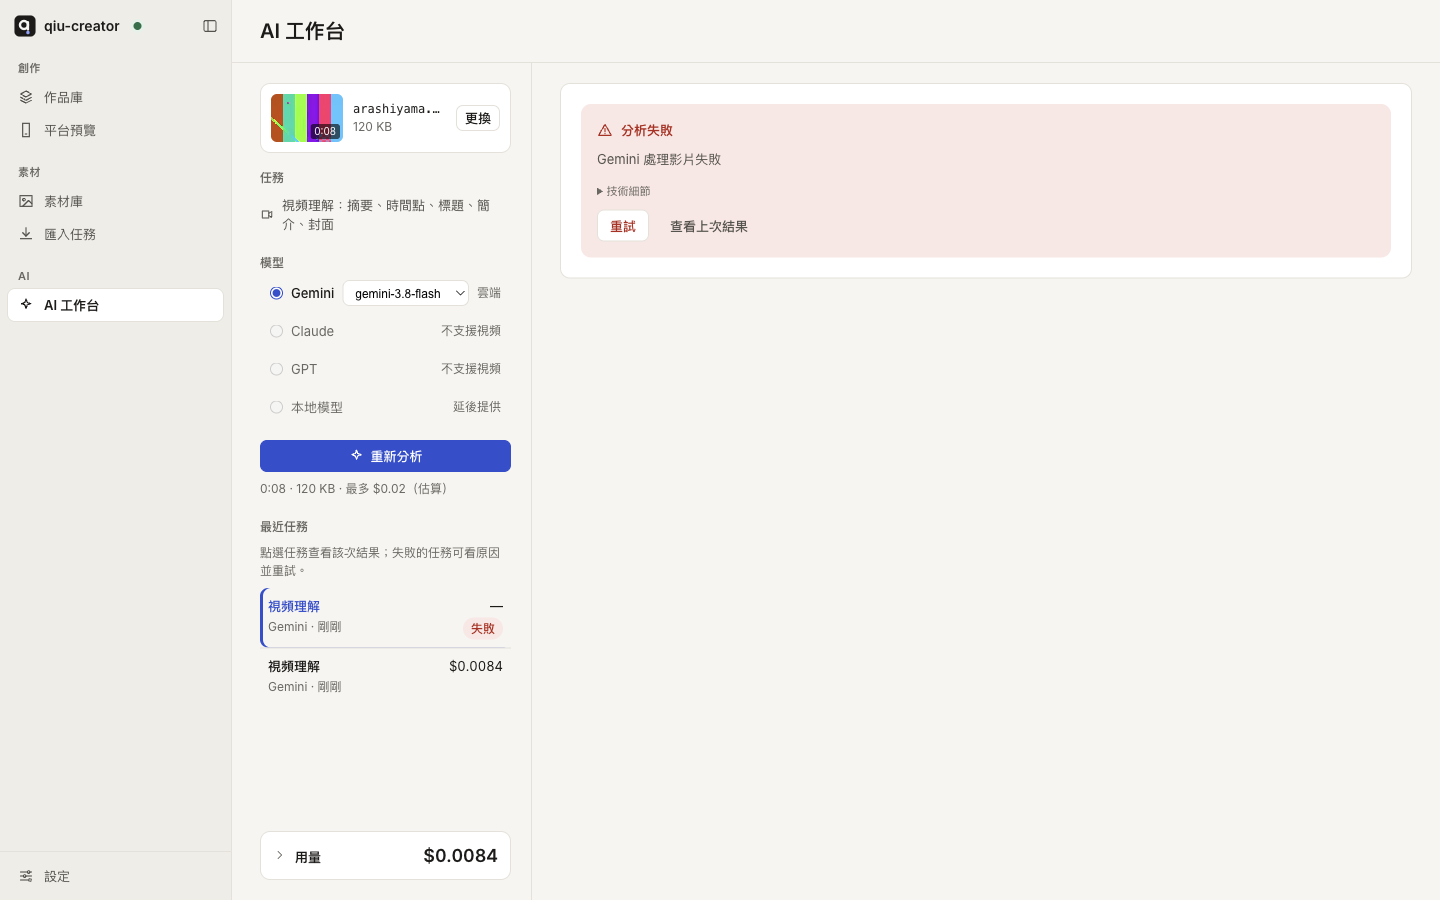 qiu-creator
創作
作品庫
平台預覽
素材
素材庫
匯入任務
AI
AI 工作台
設定
AI 工作台
0:08
arashiyama.…
120 KB
更換
任務
視頻理解：摘要、時間點、標題、簡
介、封面
模型
Gemini gemini-3.8-flash 雲端
Claude 不支援視頻
GPT 不支援視頻
本地模型 延後提供
重新分析
0:08 · 120 KB · 最多 $0.02（估算）
最近任務
點選任務查看該次結果；失敗的任務可看原因
並重試。
視頻理解 —
Gemini · 剛剛 失敗
視頻理解 $0.0084
Gemini · 剛剛
用量 $0.0084
分析失敗
Gemini 處理影片失敗
技術細節
重試 查看上次結果